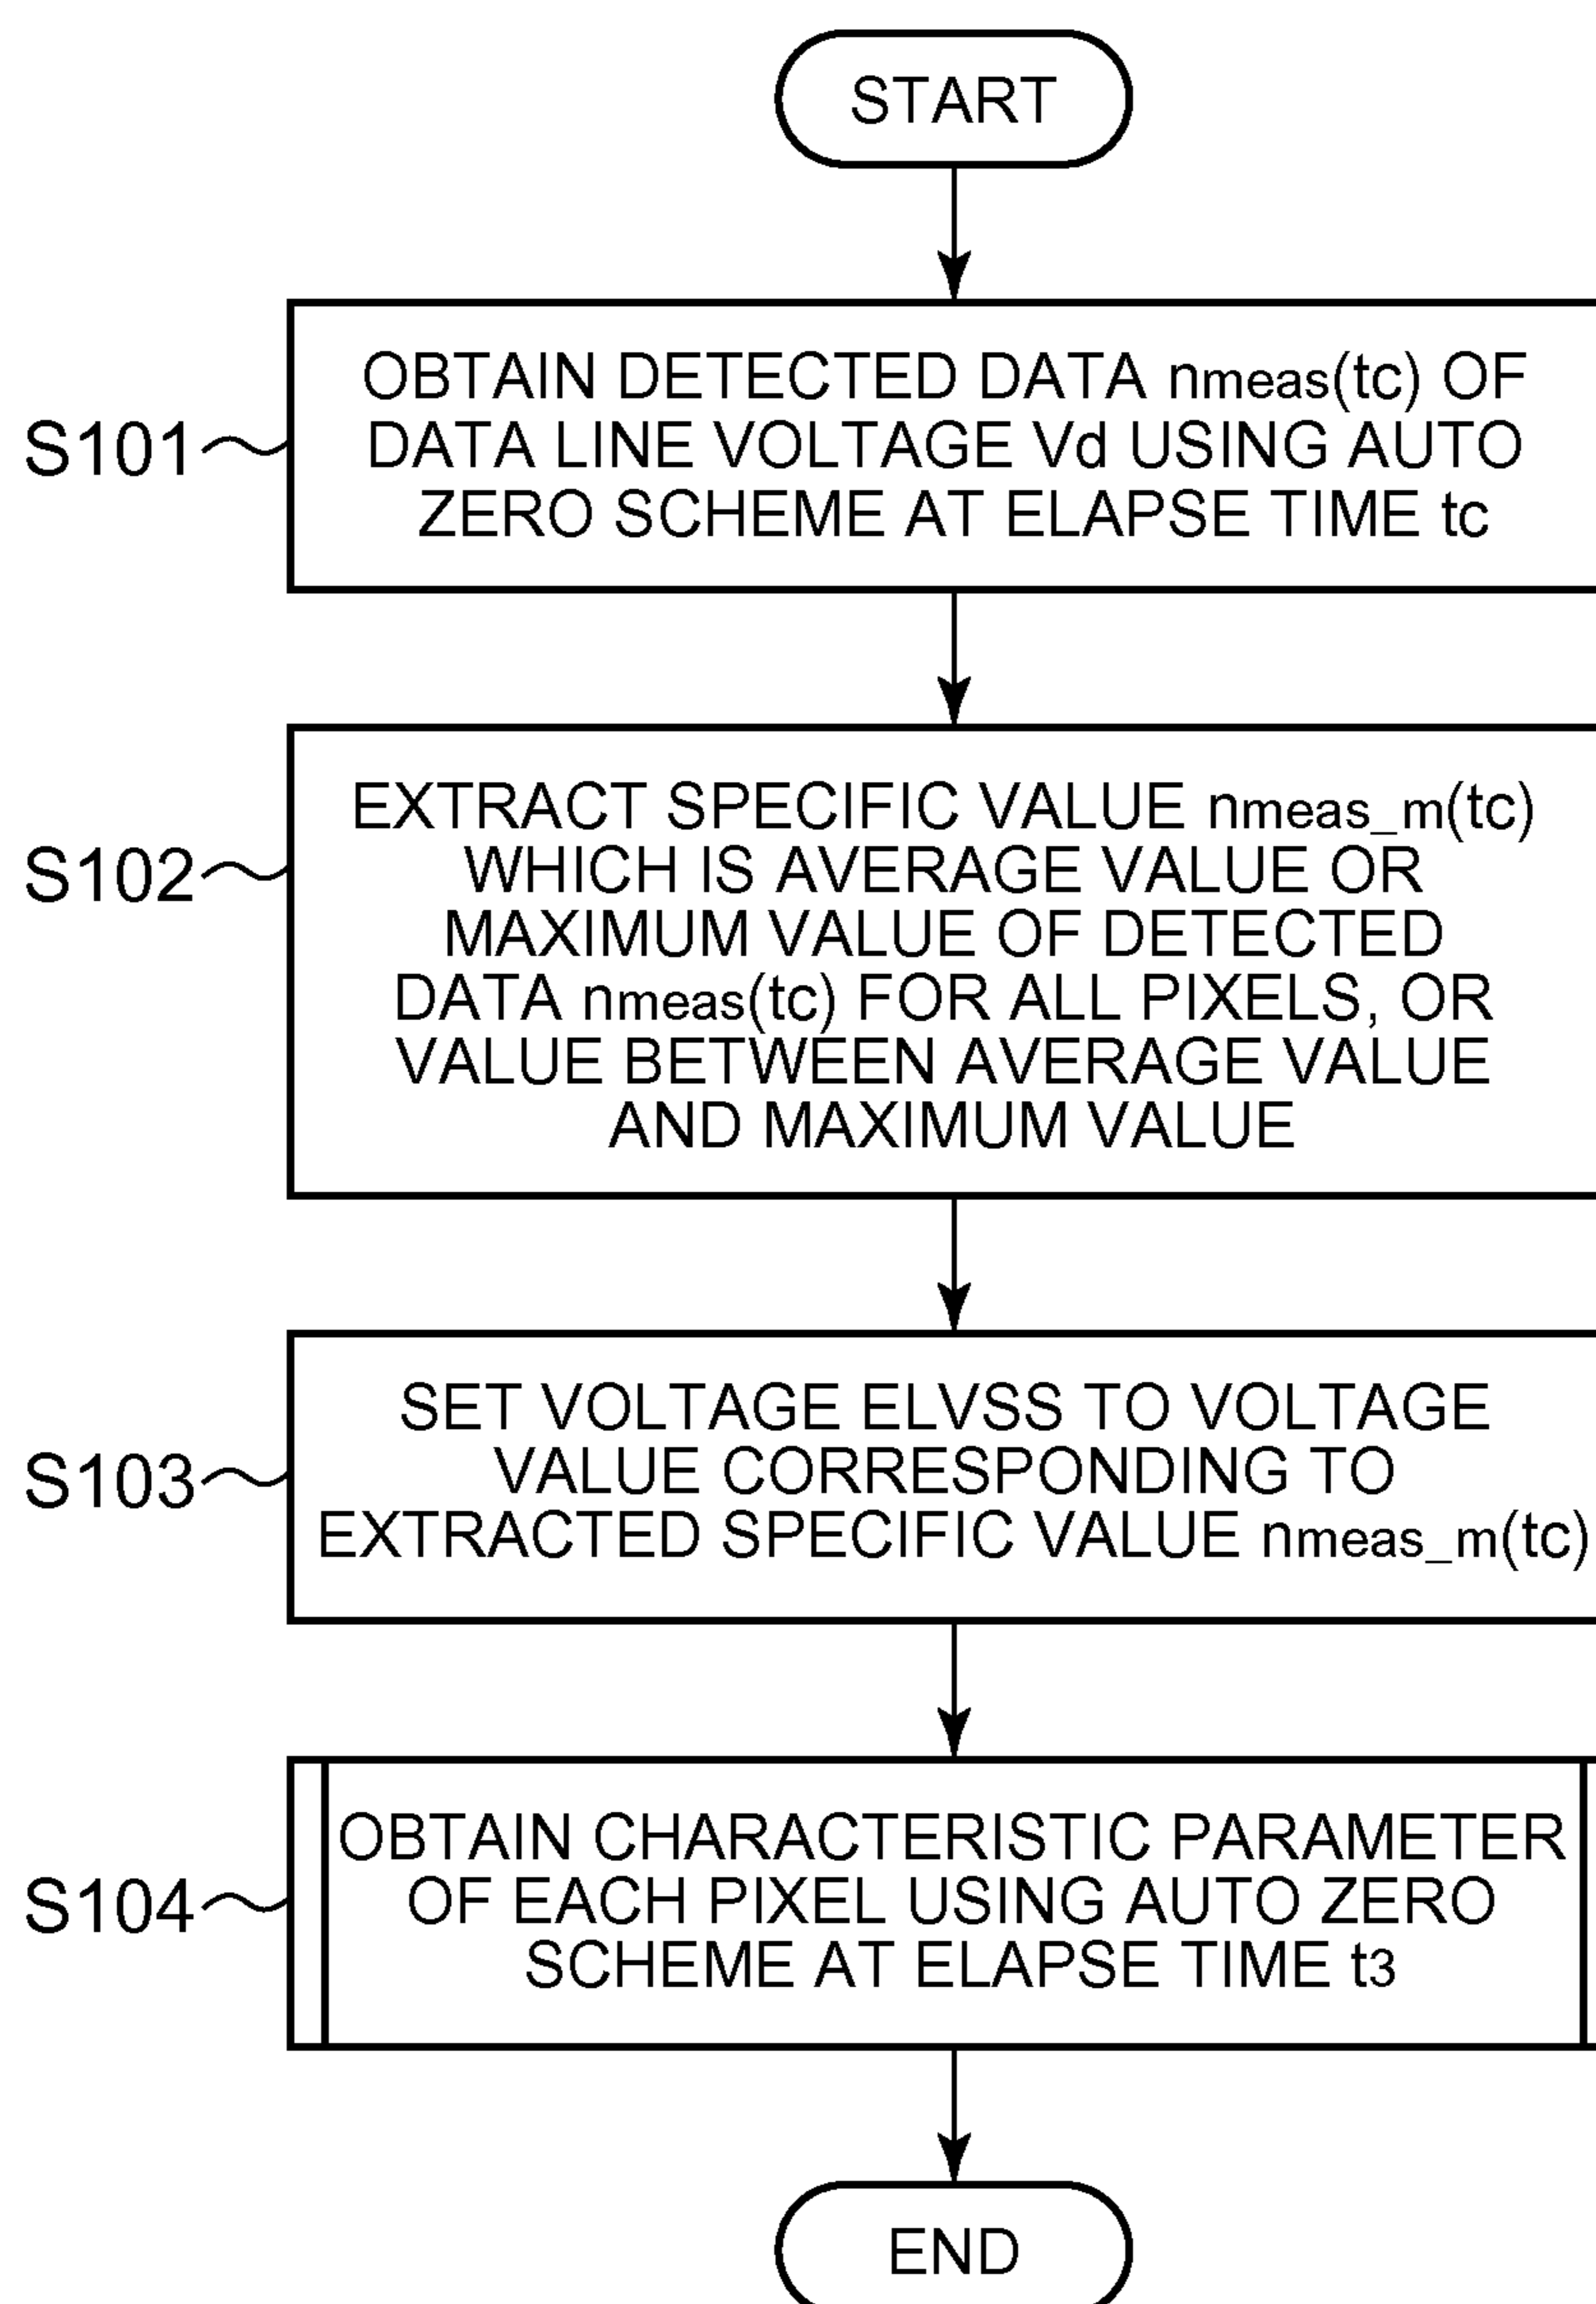 START
S101
OBTAIN DETECTED DATA nmeas(tc) OF
DATA LINE VOLTAGE Vd USING AUTO
ZERO SCHEME AT ELAPSE TIME tc
S102
EXTRACT SPECIFIC VALUE nmeas_m(tc)
WHICH IS AVERAGE VALUE OR
MAXIMUM VALUE OF DETECTED
DATA nmeas(tc) FOR ALL PIXELS, OR
VALUE BETWEEN AVERAGE VALUE
AND MAXIMUM VALUE
S103
SET VOLTAGE ELVSS TO VOLTAGE
VALUE CORRESPONDING TO
EXTRACTED SPECIFIC VALUE nmeas_m(tc)
S104
OBTAIN CHARACTERISTIC PARAMETER
OF EACH PIXEL USING AUTO ZERO
SCHEME AT ELAPSE TIME t3
END